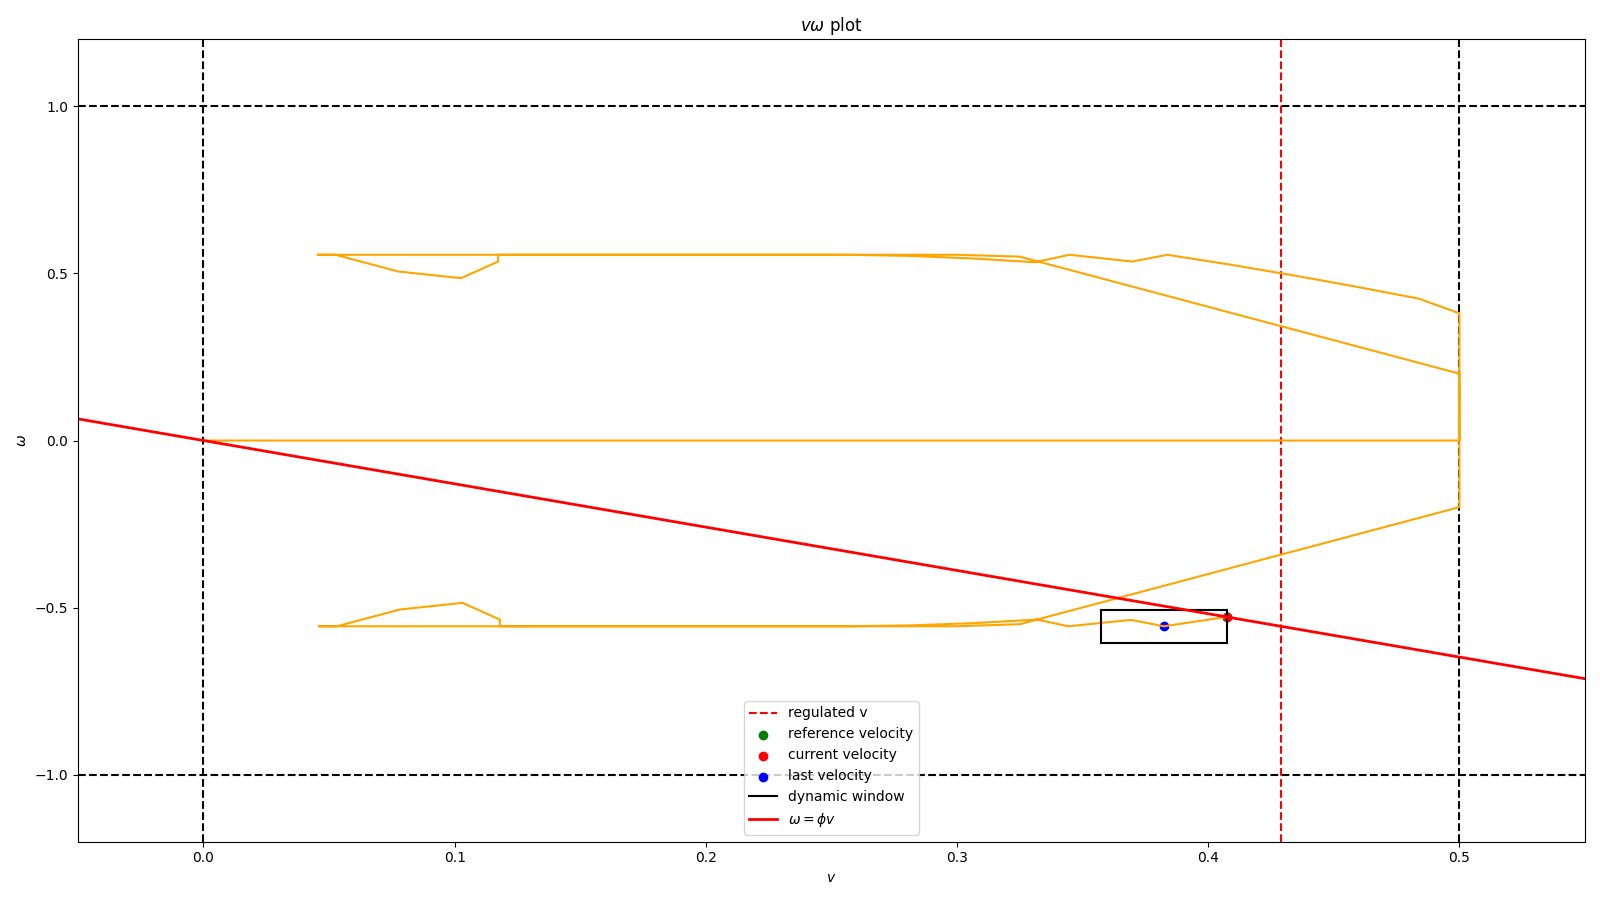 vω plot
1.0
0.5
0.0
−0.5
−1.0
ω
0.0
0.1
0.2
0.3
0.4
0.5
v
regulated v
reference velocity
current velocity
last velocity
dynamic window
ω = ϕv